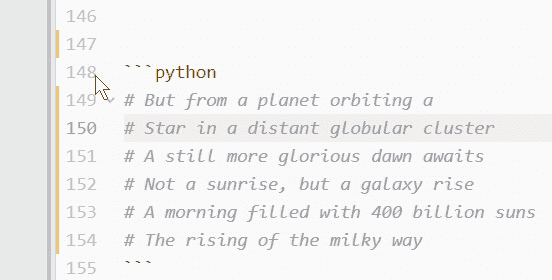 146
147
148 ```python
149 # But from a planet orbiting a
150 # Star in a distant globular cluster
151 # A still more glorious dawn awaits
152 # Not a sunrise, but a galaxy rise
153 # A morning filled with 400 billion suns
154 # The rising of the milky way
155 ```